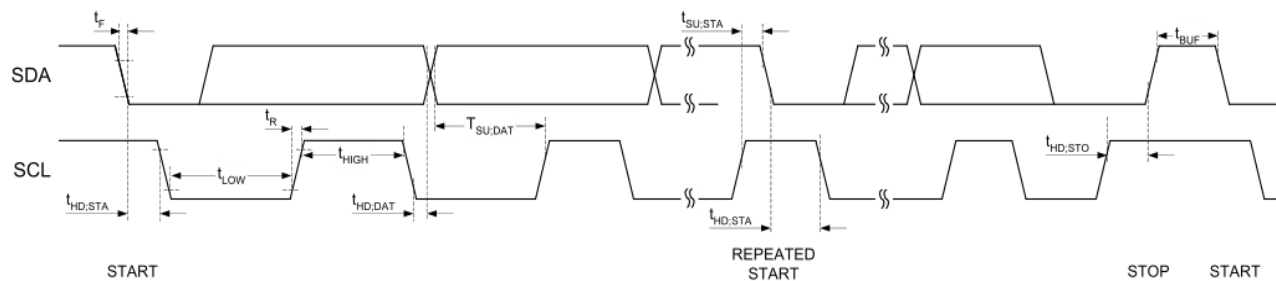 tF
tSU;STA
tBUF
SDA
tR
TSU;DAT
tHIGH
tHD;STO
SCL
tLOW
tHD;STA
tHD;DAT
tHD;STA
START
REPEATED
START
STOP
START